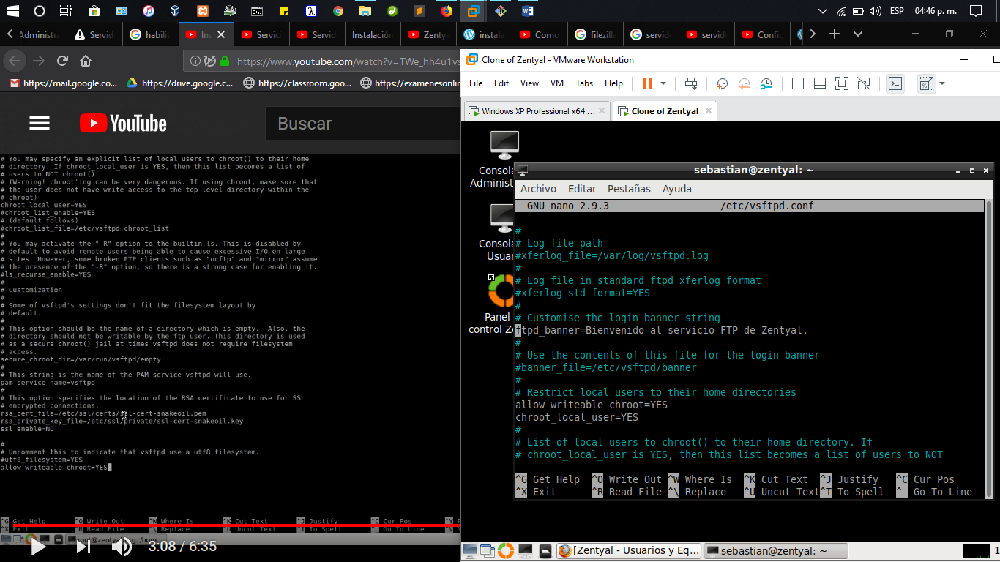 ESP 04:46 p. m.
Administra
Servid
habilit
Ins
Servic
Servid
Instalación
Zentya
instala
Como
filezilla
servid
servide
Config
https://www.youtube.com/watch?v=TWe_hh4u1vs
https://mail.google.co...
https://drive.google.c...
https://classroom.goo...
https://examenesonlin
YouTube
Buscar
# You may specify an explicit list of local users to chroot() to their home
# directory. If chroot_local_user is YES, then this list becomes a list of
# users to NOT chroot().
# (Warning! chroot'ing can be very dangerous. If using chroot, make sure that
# the user does not have write access to the top level directory within the
# chroot)
chroot_local_user=YES
#chroot_list_enable=YES
# (default follows)
#chroot_list_file=/etc/vsftpd.chroot_list
#
# You may activate the "-R" option to the builtin ls. This is disabled by
# default to avoid remote users being able to cause excessive I/O on large
# sites. However, some broken FTP clients such as "ncftp" and "mirror" assume
# the presence of the "-R" option, so there is a strong case for enabling it.
#ls_recurse_enable=YES
#
# Customization
#
# Some of vsftpd's settings don't fit the filesystem layout by
# default.
#
# This option should be the name of a directory which is empty.  Also, the
# directory should not be writable by the ftp user. This directory is used
# as a secure chroot() jail at times vsftpd does not require filesystem
# access.
secure_chroot_dir=/var/run/vsftpd/empty
#
# This string is the name of the PAM service vsftpd will use.
pam_service_name=vsftpd
#
# This option specifies the location of the RSA certificate to use for SSL
# encrypted connections.
rsa_cert_file=/etc/ssl/certs/ssl-cert-snakeoil.pem
rsa_private_key_file=/etc/ssl/private/ssl-cert-snakeoil.key
ssl_enable=NO
#
# Uncomment this to indicate that vsftpd use a utf8 filesystem.
#utf8_filesystem=YES
allow_writeable_chroot=YES
^G Get Help ^O Write Out ^W Where Is ^K Cut Text ^J Justify ^C Cur Pos
^X Exit ^R Read File ^\ Replace ^U Uncut Text ^T To Spell Go To Line
3:08 / 6:35
Clone of Zentyal - VMware Workstation
File Edit View VM Tabs Help
Windows XP Professional x64 ...
Clone of Zentyal
Consola
Administ
Consola
Usuar
Panel
control Ze
sebastian@zentyal: ~
Archivo Editar Pestañas Ayuda
GNU nano 2.9.3 /etc/vsftpd.conf
#
# Log file path
#xferlog_file=/var/log/vsftpd.log
#
# Log file in standard ftpd xferlog format
#xferlog_std_format=YES
#
# Customise the login banner string
ftpd_banner=Bienvenido al servicio FTP de Zentyal.
#
# Use the contents of this file for the login banner
#banner_file=/etc/vsftpd/banner
#
# Restrict local users to their home directories
allow_writeable_chroot=YES
chroot_local_user=YES
#
# List of local users to chroot() to their home directory. If
# chroot_local_user is YES, then this list becomes a list of users to NOT
^G Get Help ^O Write Out ^W Where Is ^K Cut Text ^J Justify ^C Cur Pos
^X Exit ^R Read File ^\ Replace ^U Uncut Text ^T To Spell ^_ Go To Line
[Zentyal - Usuarios y Eq...
sebastian@zentyal: ~
1